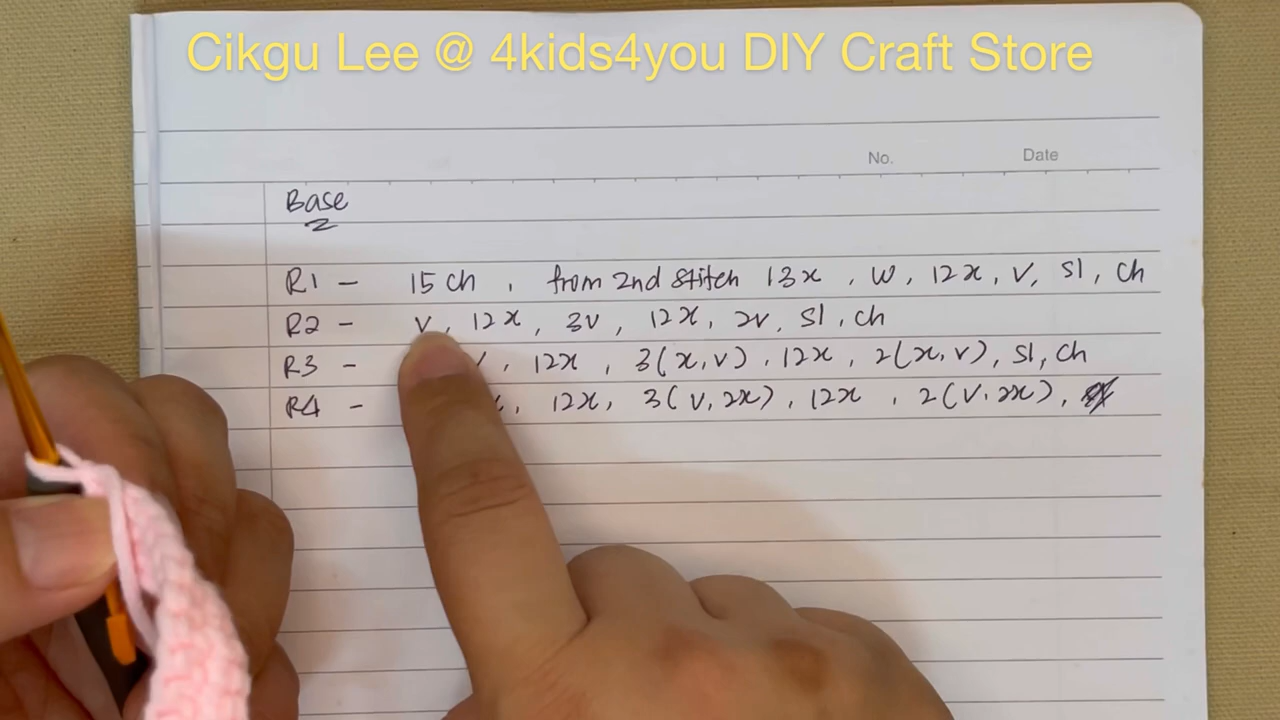 Cikgu Lee @ 4kids4you DIY Craft Store
No. Date
Base
R1 - 15 ch, from 2nd stitch 13x, W, 12x, V, Sl, Ch
R2 - V, 12x, 3V, 12x, 2V, Sl, Ch
R3 - , 12x, 3(x, V), 12x, 2(x, V), Sl, Ch
R4 - , 12x, 3(V, 2x), 12x, 2(V, 2x),